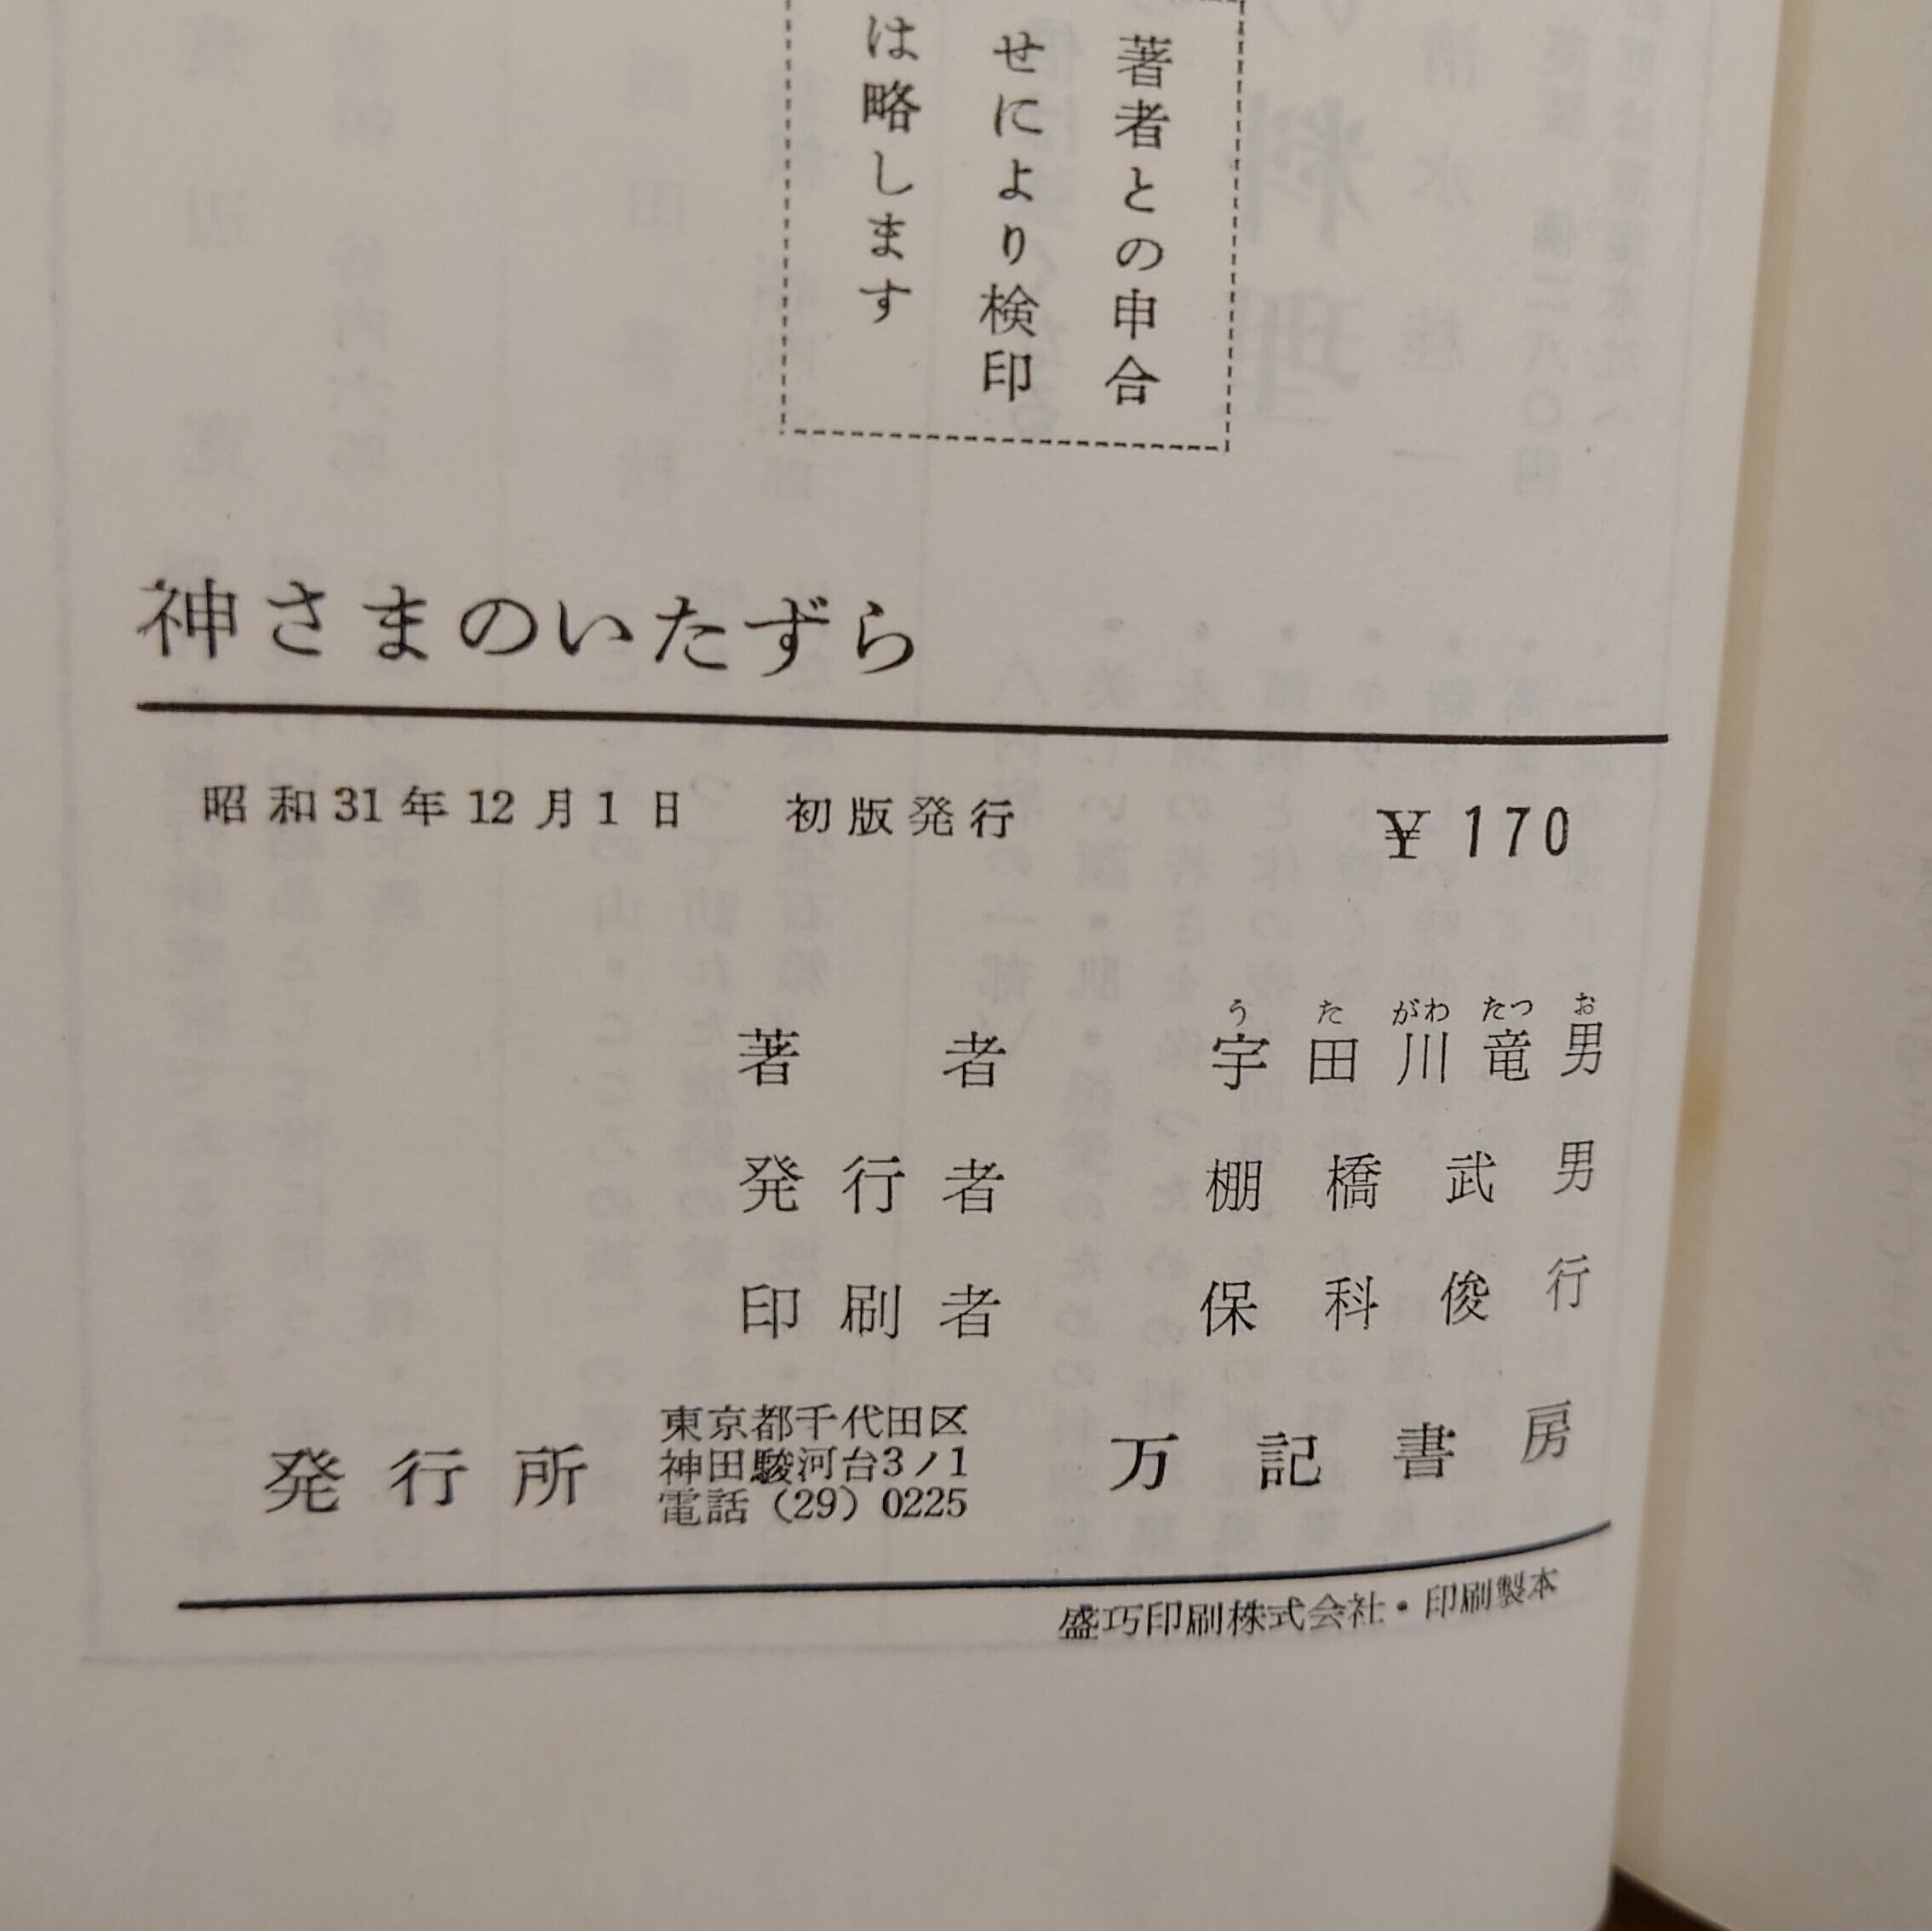 著者との申合
せにより検印
は略します
神さまのいたずら
昭和31年12月1日 初版発行 ¥170
うたがわたつお
著者 宇田川竜男
発行者 棚橋武男
印刷者 保科俊行
発行所 東京都千代田区
神田駿河台3ノ1
電話(29)0225
万記書房
盛巧印刷株式会社・印刷製本